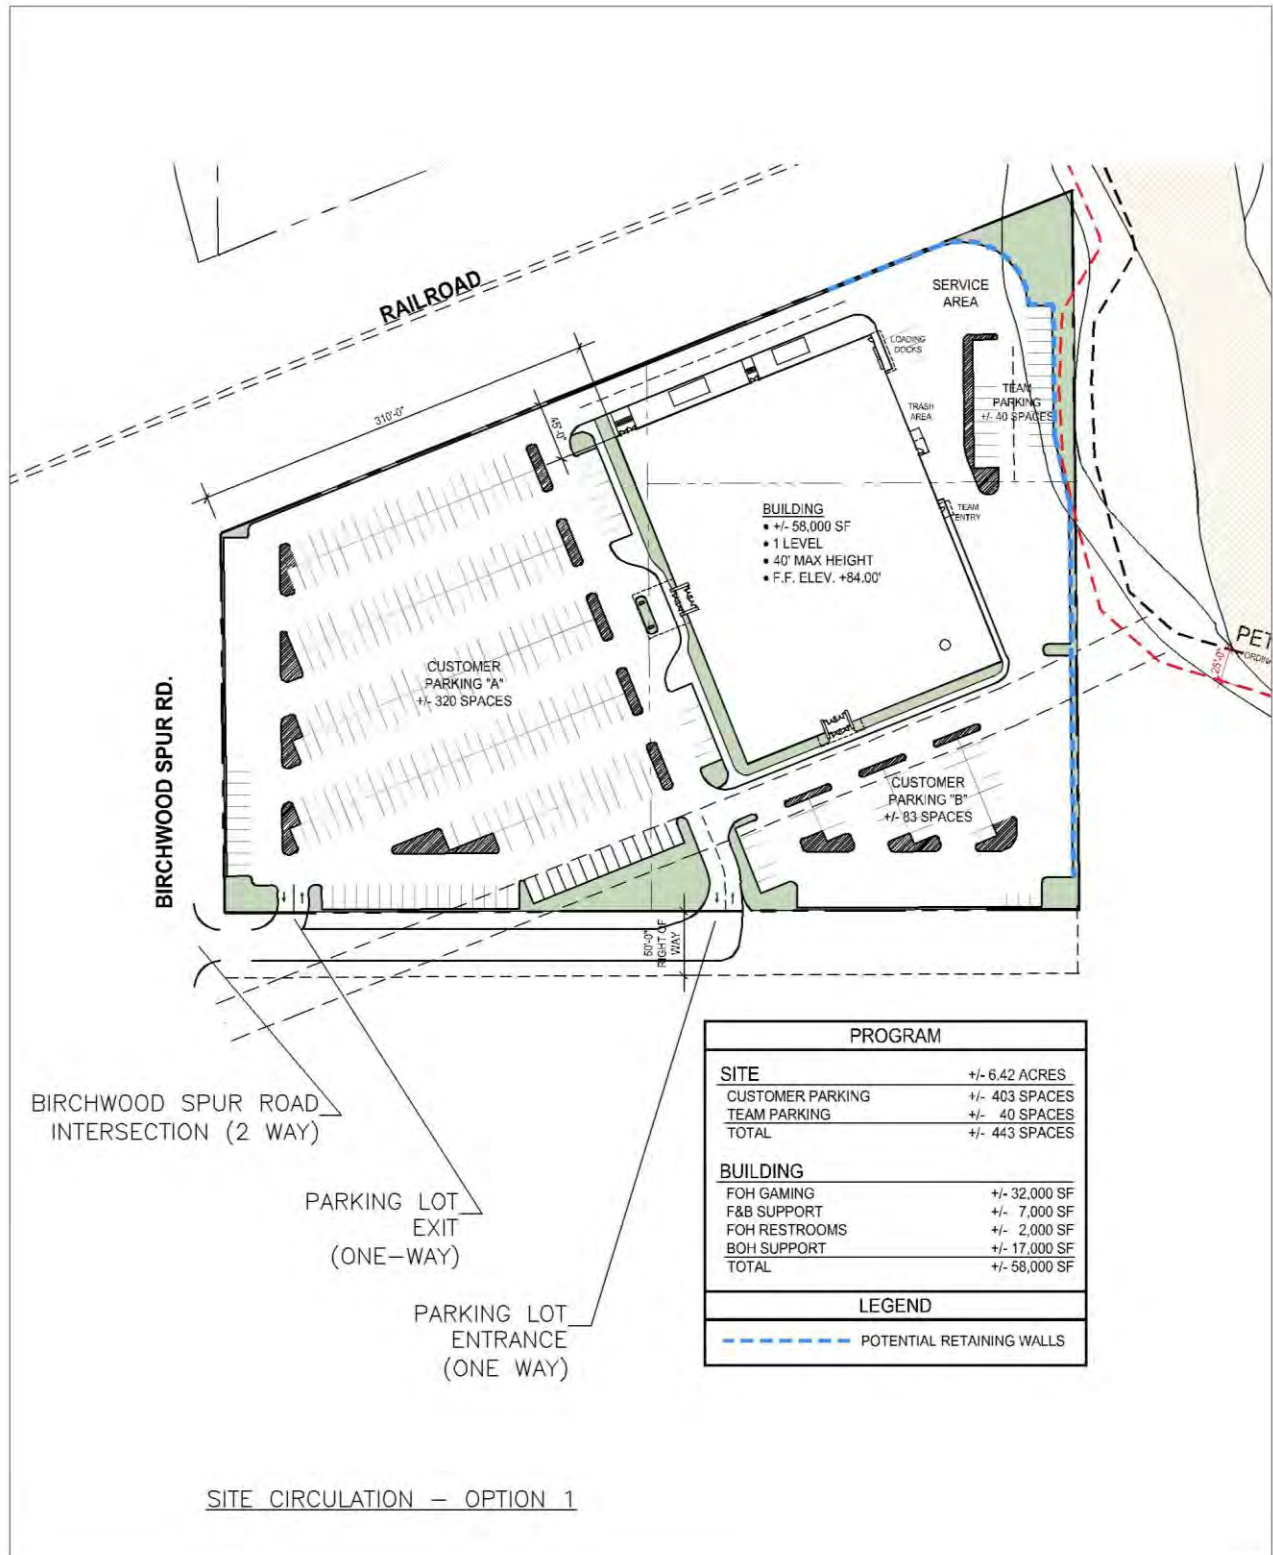 RAILROAD
310'-0"
45'-0"
SERVICE
AREA
LOADING
DOCKS
TRASH
AREA
TEAM
PARKING
+/- 40 SPACES
TEAM
ENTRY
BUILDING
• +/- 58,000 SF
• 1 LEVEL
• 40' MAX HEIGHT
• F.F. ELEV. +84.00'
CUSTOMER
PARKING "A"
+/- 320 SPACES
BIRCHWOOD SPUR RD.
CUSTOMER
PARKING "B"
+/- 83 SPACES
PET
25'-0"
50'-0"
RIGHT OF
WAY
BIRCHWOOD SPUR ROAD
INTERSECTION (2 WAY)
PARKING LOT
EXIT
(ONE-WAY)
PARKING LOT
ENTRANCE
(ONE WAY)
PROGRAM
SITE +/- 6.42 ACRES
CUSTOMER PARKING +/- 403 SPACES
TEAM PARKING +/- 40 SPACES
TOTAL +/- 443 SPACES
BUILDING
FOH GAMING +/- 32,000 SF
F&B SUPPORT +/- 7,000 SF
FOH RESTROOMS +/- 2,000 SF
BOH SUPPORT +/- 17,000 SF
TOTAL +/- 58,000 SF
LEGEND
POTENTIAL RETAINING WALLS
SITE CIRCULATION - OPTION 1